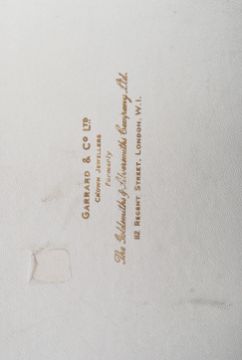 GARRARD & Co LTD
CROWN JEWELLERS
Formerly
The Goldsmiths & Silversmiths Company Ltd.
112 REGENT STREET, LONDON, W.1.